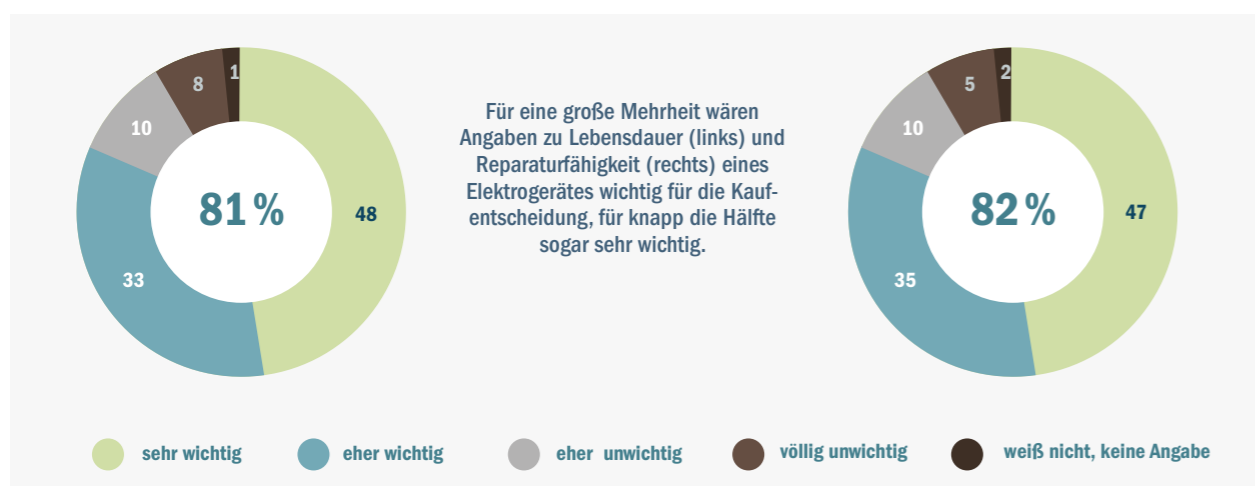 8
1
10
81 %
48
33
Für eine große Mehrheit wären
Angaben zu Lebensdauer (links) und
Reparaturfähigkeit (rechts) eines
Elektrogerätes wichtig für die Kauf-
entscheidung, für knapp die Hälfte
sogar sehr wichtig.
5
2
10
82 %
47
35
sehr wichtig
eher wichtig
eher unwichtig
völlig unwichtig
weiß nicht, keine Angabe